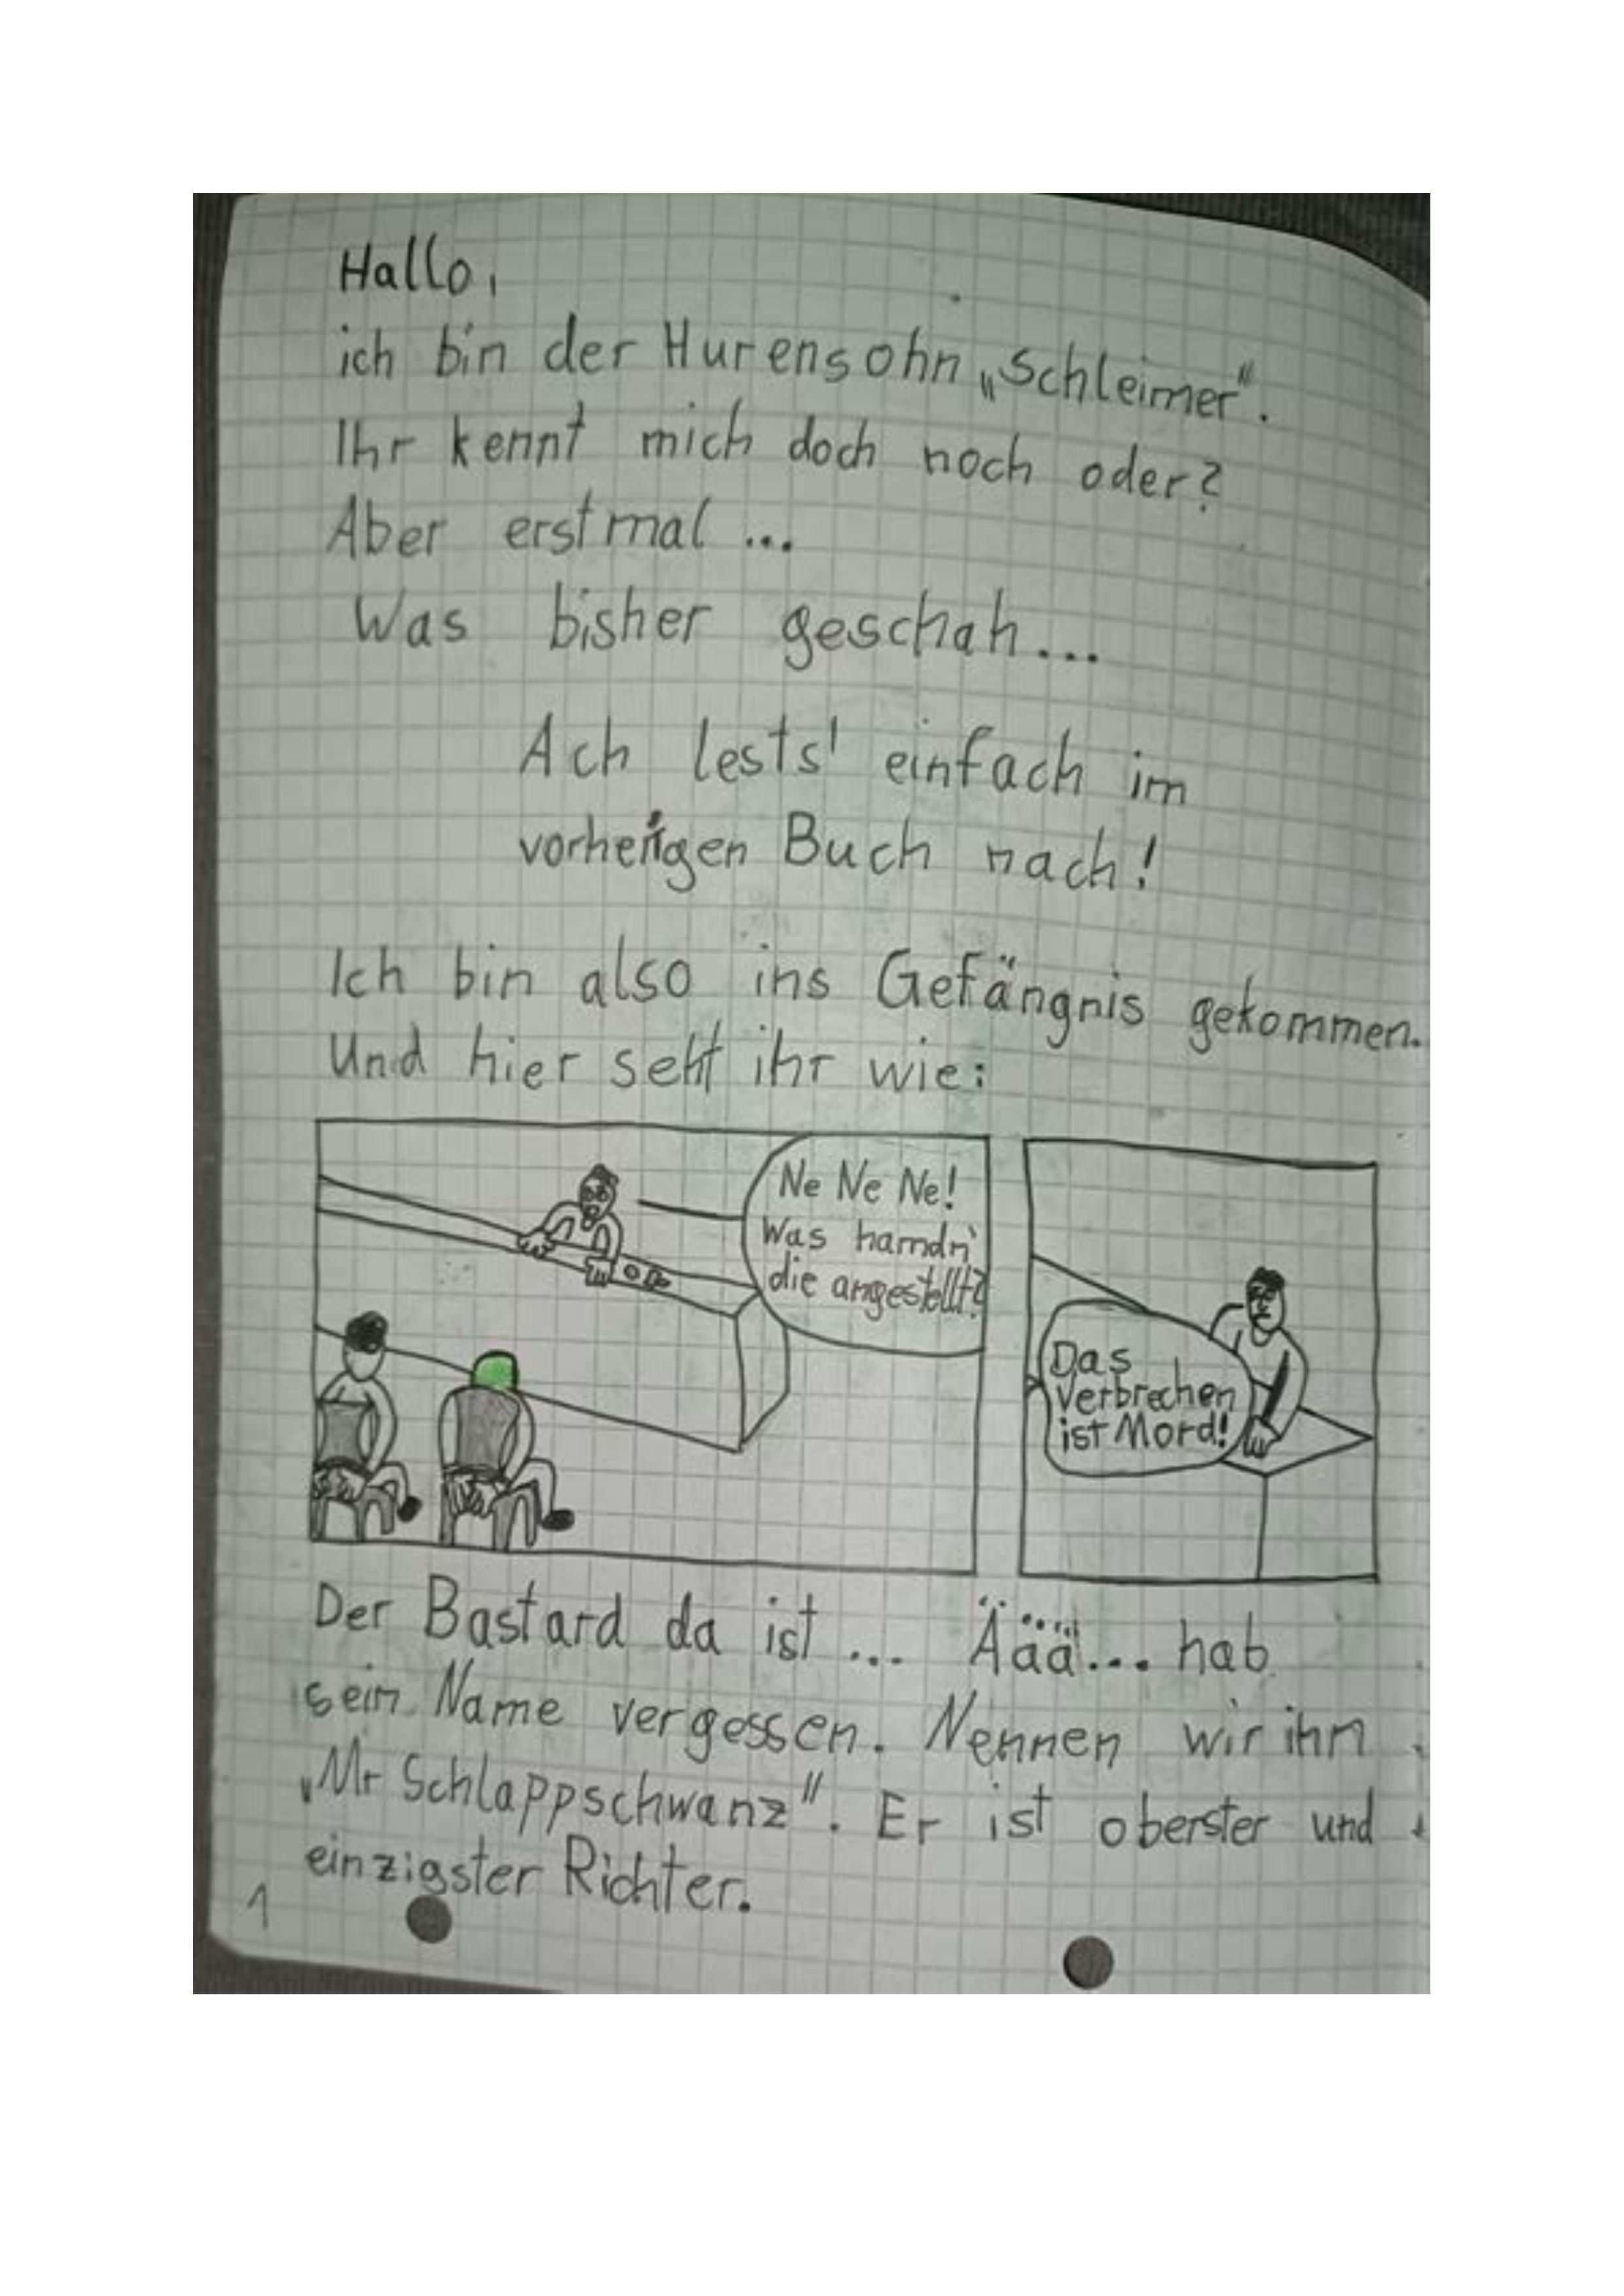 Hallo,
ich bin der Hurensohn „Schleimer".
Ihr kennt mich doch noch oder?
Aber erstmal ...
Was bisher geschah...
Ach lests' einfach im
vorherigen Buch nach!
Ich bin also ins Gefängnis gekommen.
Und hier seht ihr wie:
Ne Ne Ne!
Was hamdn'
die angestellt?
Das
Verbrechen
ist Mord!
Der Bastard da ist ... Äää... hab
sein Name vergessen. Nennen wir ihn
„Mr Schlappschwanz". Er ist oberster und
einzigster Richter.
1